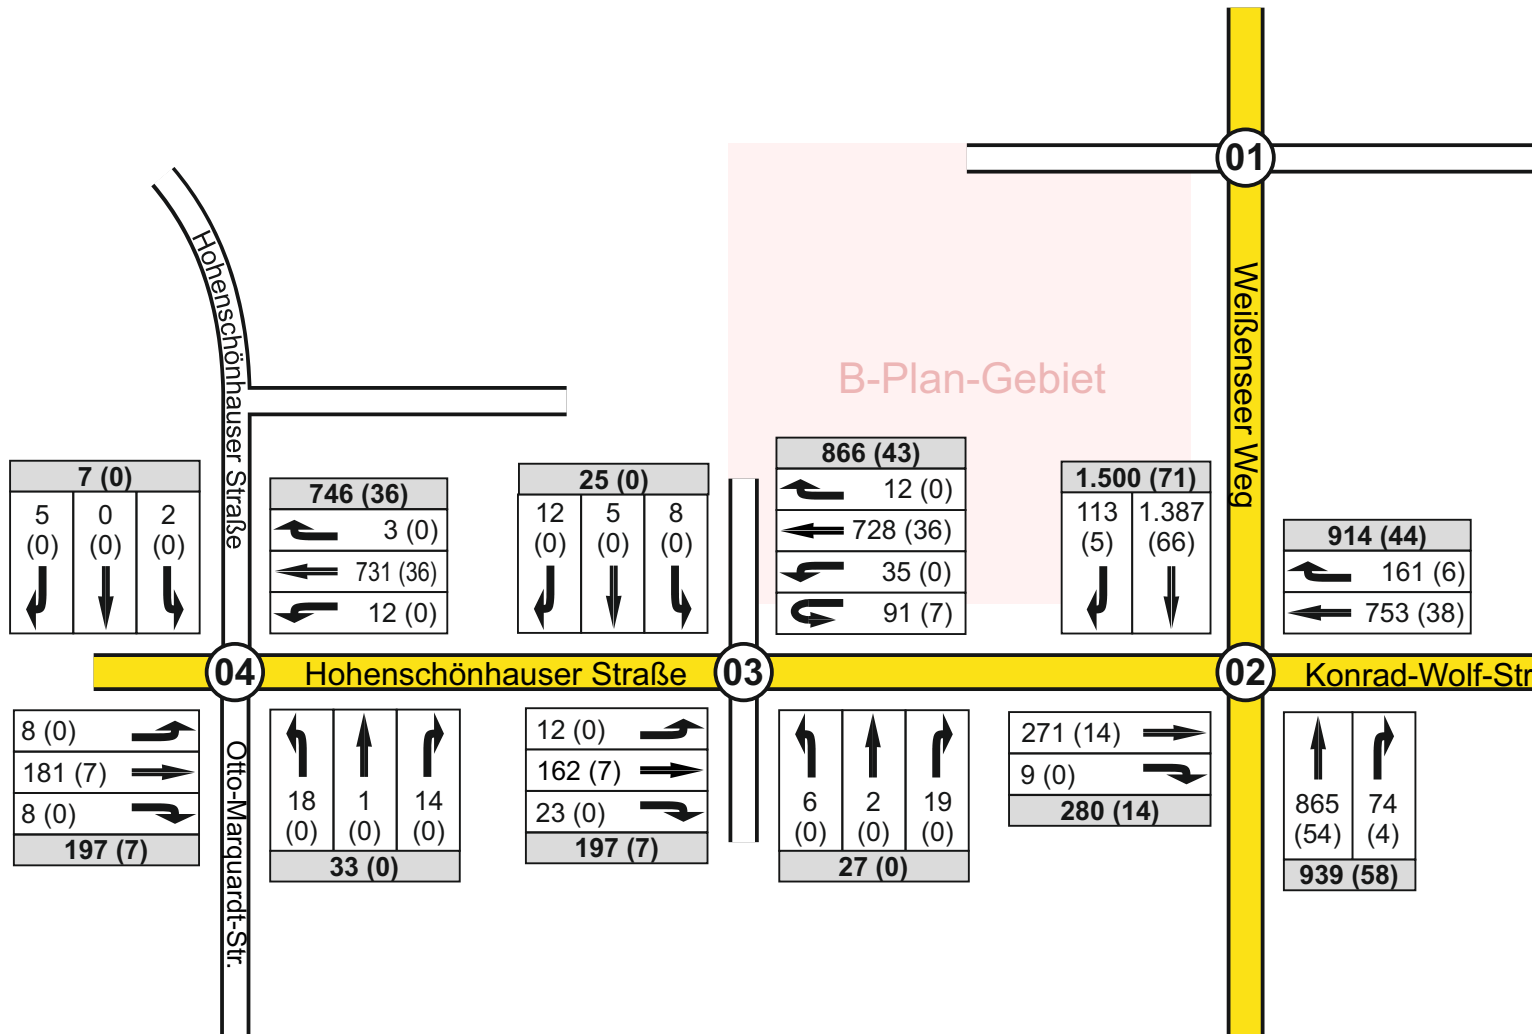 01
Hohenschönhauser Straße
Weißenseer Weg
B-Plan-Gebiet
7 (0)
5 0 2
(0) (0) (0)
746 (36)
3 (0)
731 (36)
12 (0)
25 (0)
12 5 8
(0) (0) (0)
866 (43)
12 (0)
728 (36)
35 (0)
91 (7)
1.500 (71)
113 1.387
(5) (66)
914 (44)
161 (6)
753 (38)
04 Hohenschönhauser Straße 03 02 Konrad-Wolf-Str
8 (0)
181 (7)
8 (0)
197 (7)
Otto-Marquardt-Str.
18 1 14
(0) (0) (0)
33 (0)
12 (0)
162 (7)
23 (0)
197 (7)
6 2 19
(0) (0) (0)
27 (0)
271 (14)
9 (0)
280 (14)
865 74
(54) (4)
939 (58)